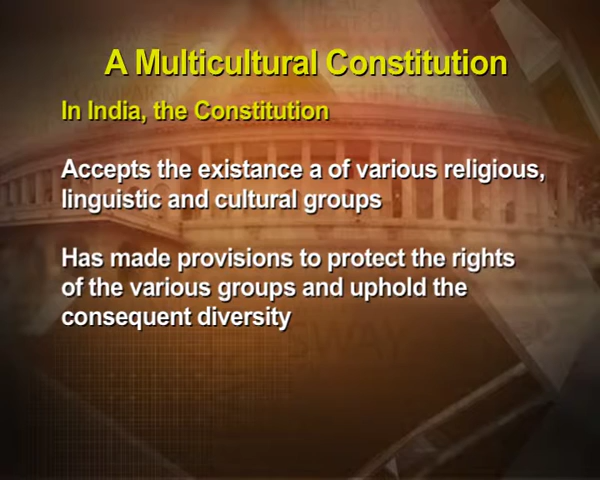 A Multicultural Constitution
In India, the Constitution
Accepts the existance a of various religious,
linguistic and cultural groups
Has made provisions to protect the rights
of the various groups and uphold the
consequent diversity